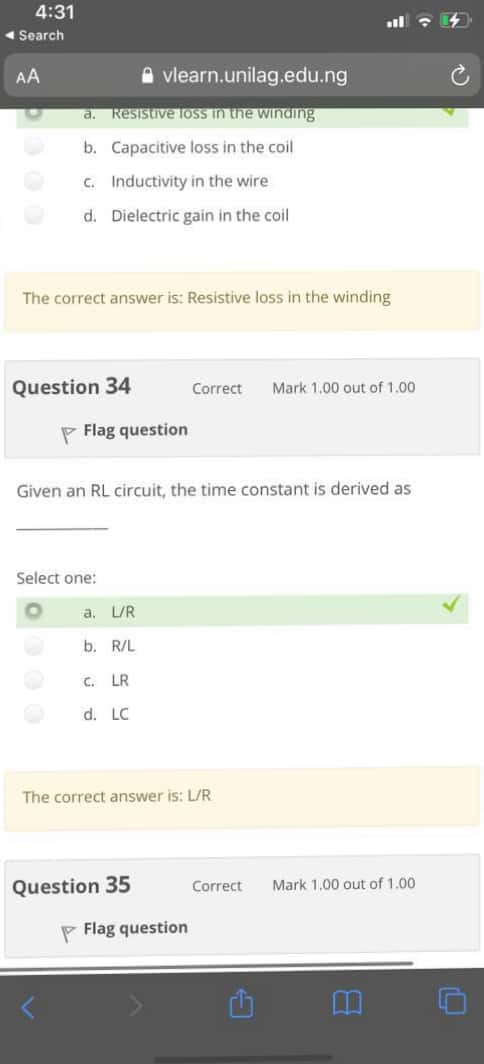 4:31
◀ Search
AA
vlearn.unilag.edu.ng
a. Resistive loss in the winding
b. Capacitive loss in the coil
c. Inductivity in the wire
d. Dielectric gain in the coil
The correct answer is: Resistive loss in the winding
Question 34 Correct Mark 1.00 out of 1.00
Flag question
Given an RL circuit, the time constant is derived as
____________
Select one:
a. L/R
b. R/L
c. LR
d. LC
The correct answer is: L/R
Question 35 Correct Mark 1.00 out of 1.00
Flag question